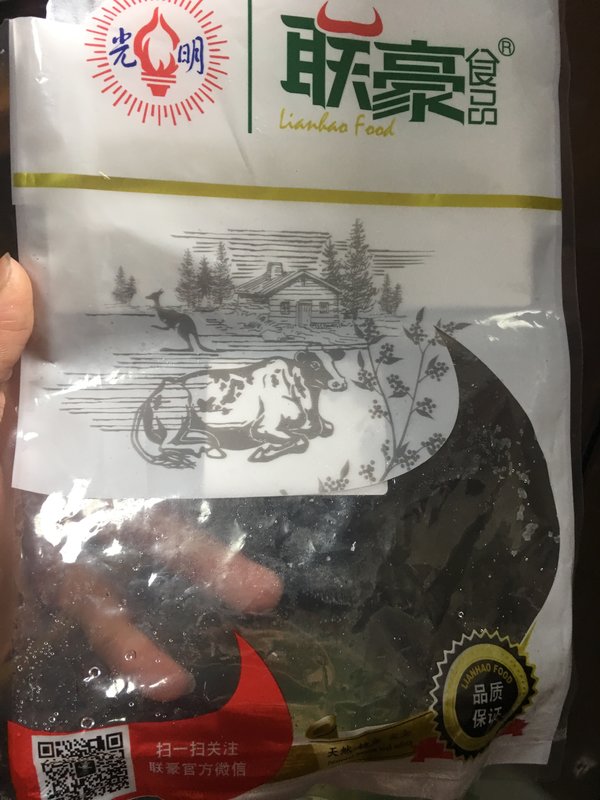 光明
联豪食品®
Lianhao Food
LIANHAO FOOD
品质
保证
天然
扫一扫关注
联豪官方微信